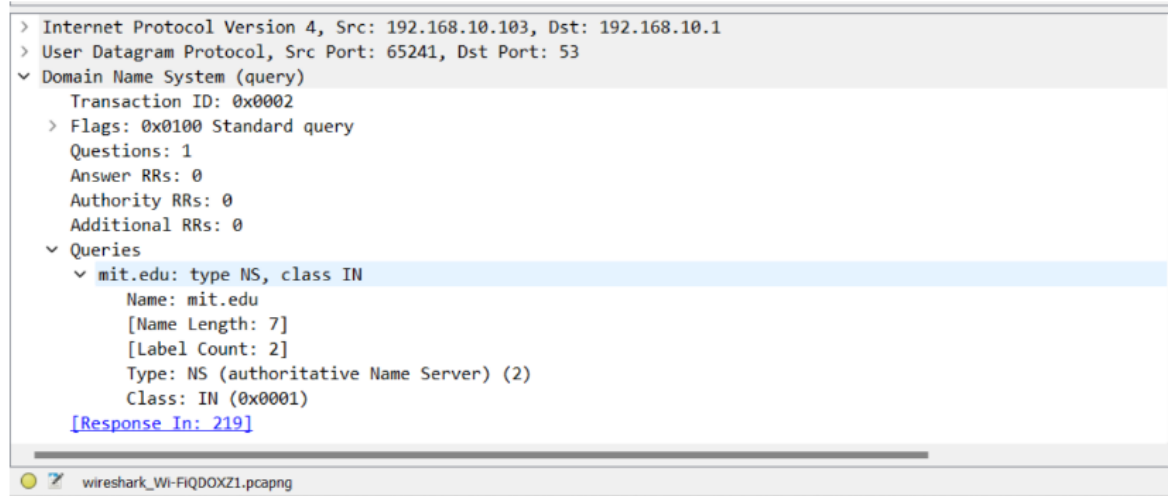 > Internet Protocol Version 4, Src: 192.168.10.103, Dst: 192.168.10.1
> User Datagram Protocol, Src Port: 65241, Dst Port: 53
Domain Name System (query)
Transaction ID: 0x0002
> Flags: 0x0100 Standard query
Questions: 1
Answer RRs: 0
Authority RRs: 0
Additional RRs: 0
Queries
mit.edu: type NS, class IN
Name: mit.edu
[Name Length: 7]
[Label Count: 2]
Type: NS (authoritative Name Server) (2)
Class: IN (0x0001)
[Response In: 219]
wireshark_Wi-FiQDOXZ1.pcapng